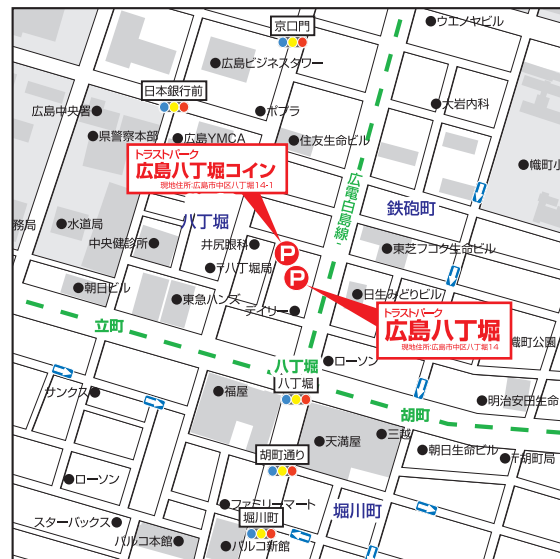 京口門
ウエノヤビル
広島ビジネスタワー
日本銀行前
広島中央署
ポプラ
大岩内科
県警察本部
広島YMCA
住友生命ビル
トラストパーク
広島八丁堀コイン
現地住所:広島市中区八丁堀14-1
幟町小
広電白島線
鉄砲町
八丁堀
水道局
務局
中央健診所
井尻眼科
東芝フコク生命ビル
〒八丁堀局
P
P
朝日ビル
東急ハンズ
日生みどりビル
デイリー
トラストパーク
広島八丁堀
現地住所:広島市中区八丁堀14
立町
幟町公園
八丁堀
ローソン
八丁堀
サンクス
福屋
明治安田生命
胡町
三越
天満屋
胡町通り
朝日生命ビル
〒胡町局
ローソン
ファミリーマート
堀川町
堀川町
スターバックス
パルコ本館
パルコ新館